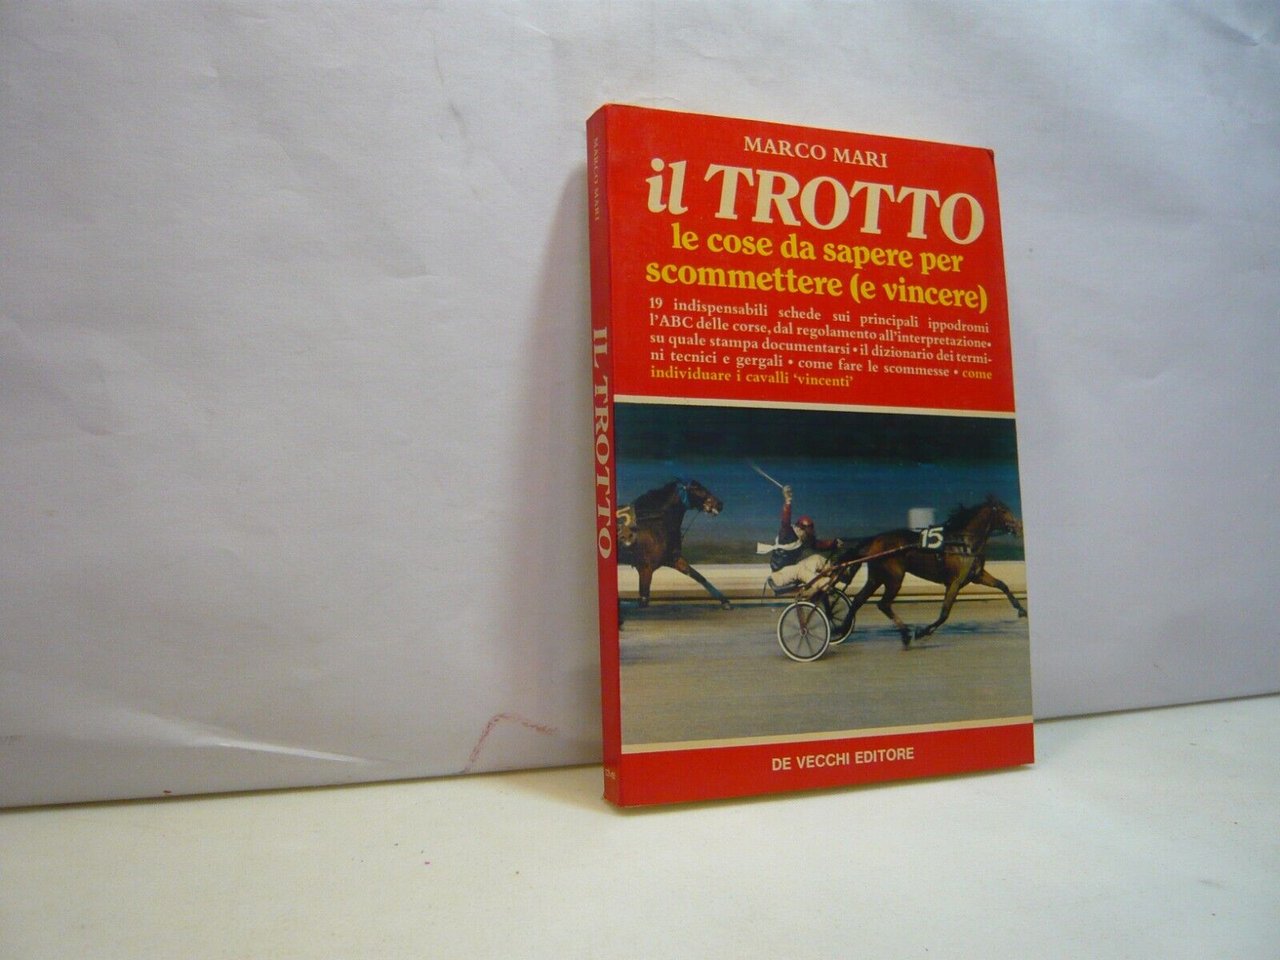 MARCO MARI
il TROTTO
le cose da sapere per
scommettere (e vincere)
19 indispensabili schede sui principali ippodromi
l'ABC delle corse, dal regolamento all'interpretazione•
su quale stampa documentarsi • il dizionario dei termi-
ni tecnici e gergali • come fare le scommesse • come
individuare i cavalli 'vincenti'
5
15
DE VECCHI EDITORE
MARCO MARI
IL TROTTO